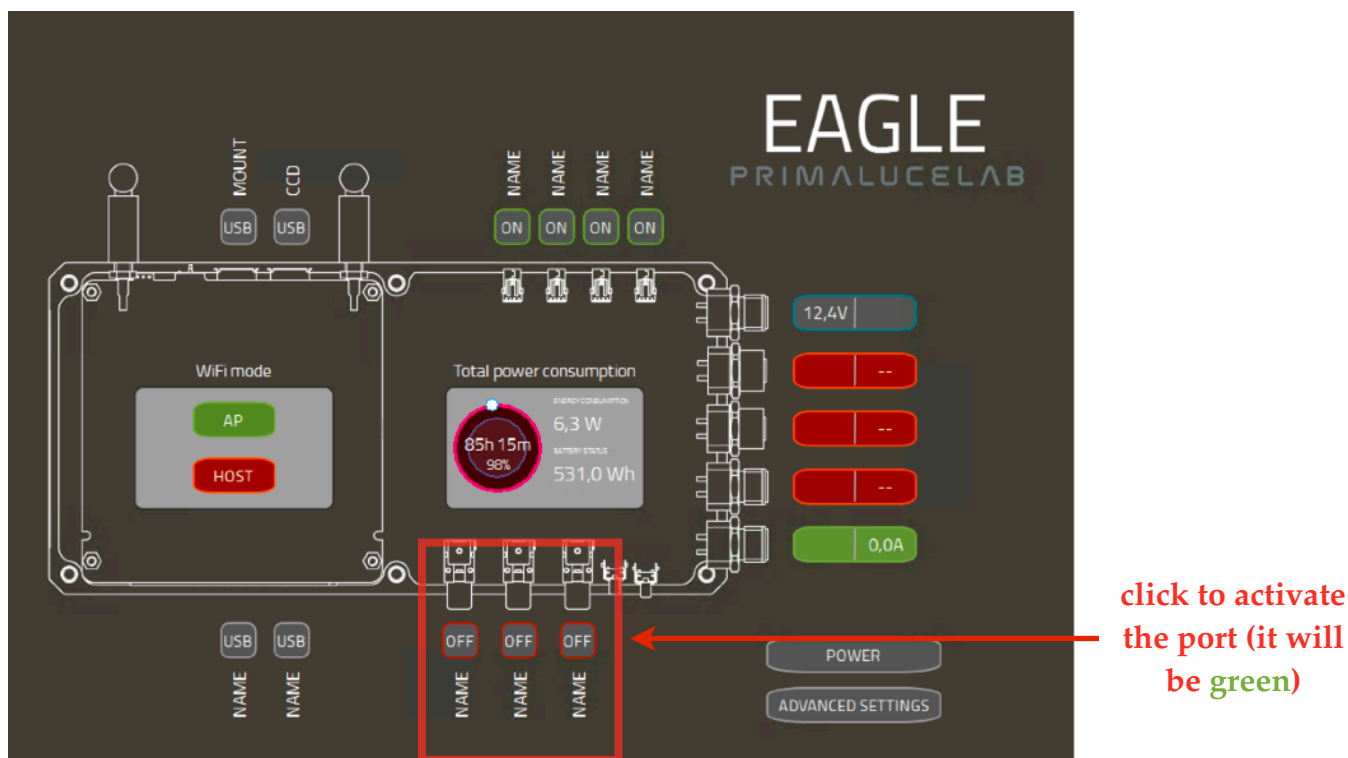 EAGLE
PRIMALUCELAB
MOUNT
CCD
NAME
NAME
NAME
NAME
USB
USB
ON
ON
ON
ON
12,4V
--
--
--
0,0A
WiFi mode
AP
HOST
Total power consumption
ENERGY CONSUMPTION
6,3 W
85h 15m
98%
BATTERY STATUS
531,0 Wh
USB
USB
OFF
OFF
OFF
NAME
NAME
NAME
NAME
NAME
POWER
ADVANCED SETTINGS
click to activate
the port (it will
be green)